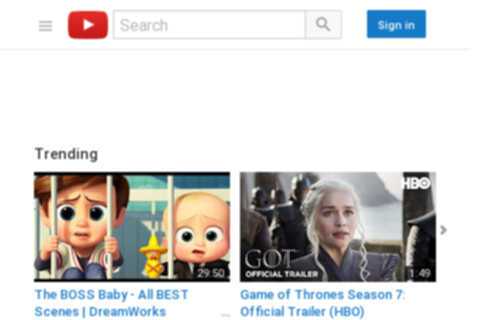 Search
Sign in
Trending
HBO
GOT
OFFICIAL TRAILER
29:50
1:49
The BOSS Baby - All BEST
Scenes | DreamWorks
Game of Thrones Season 7:
Official Trailer (HBO)